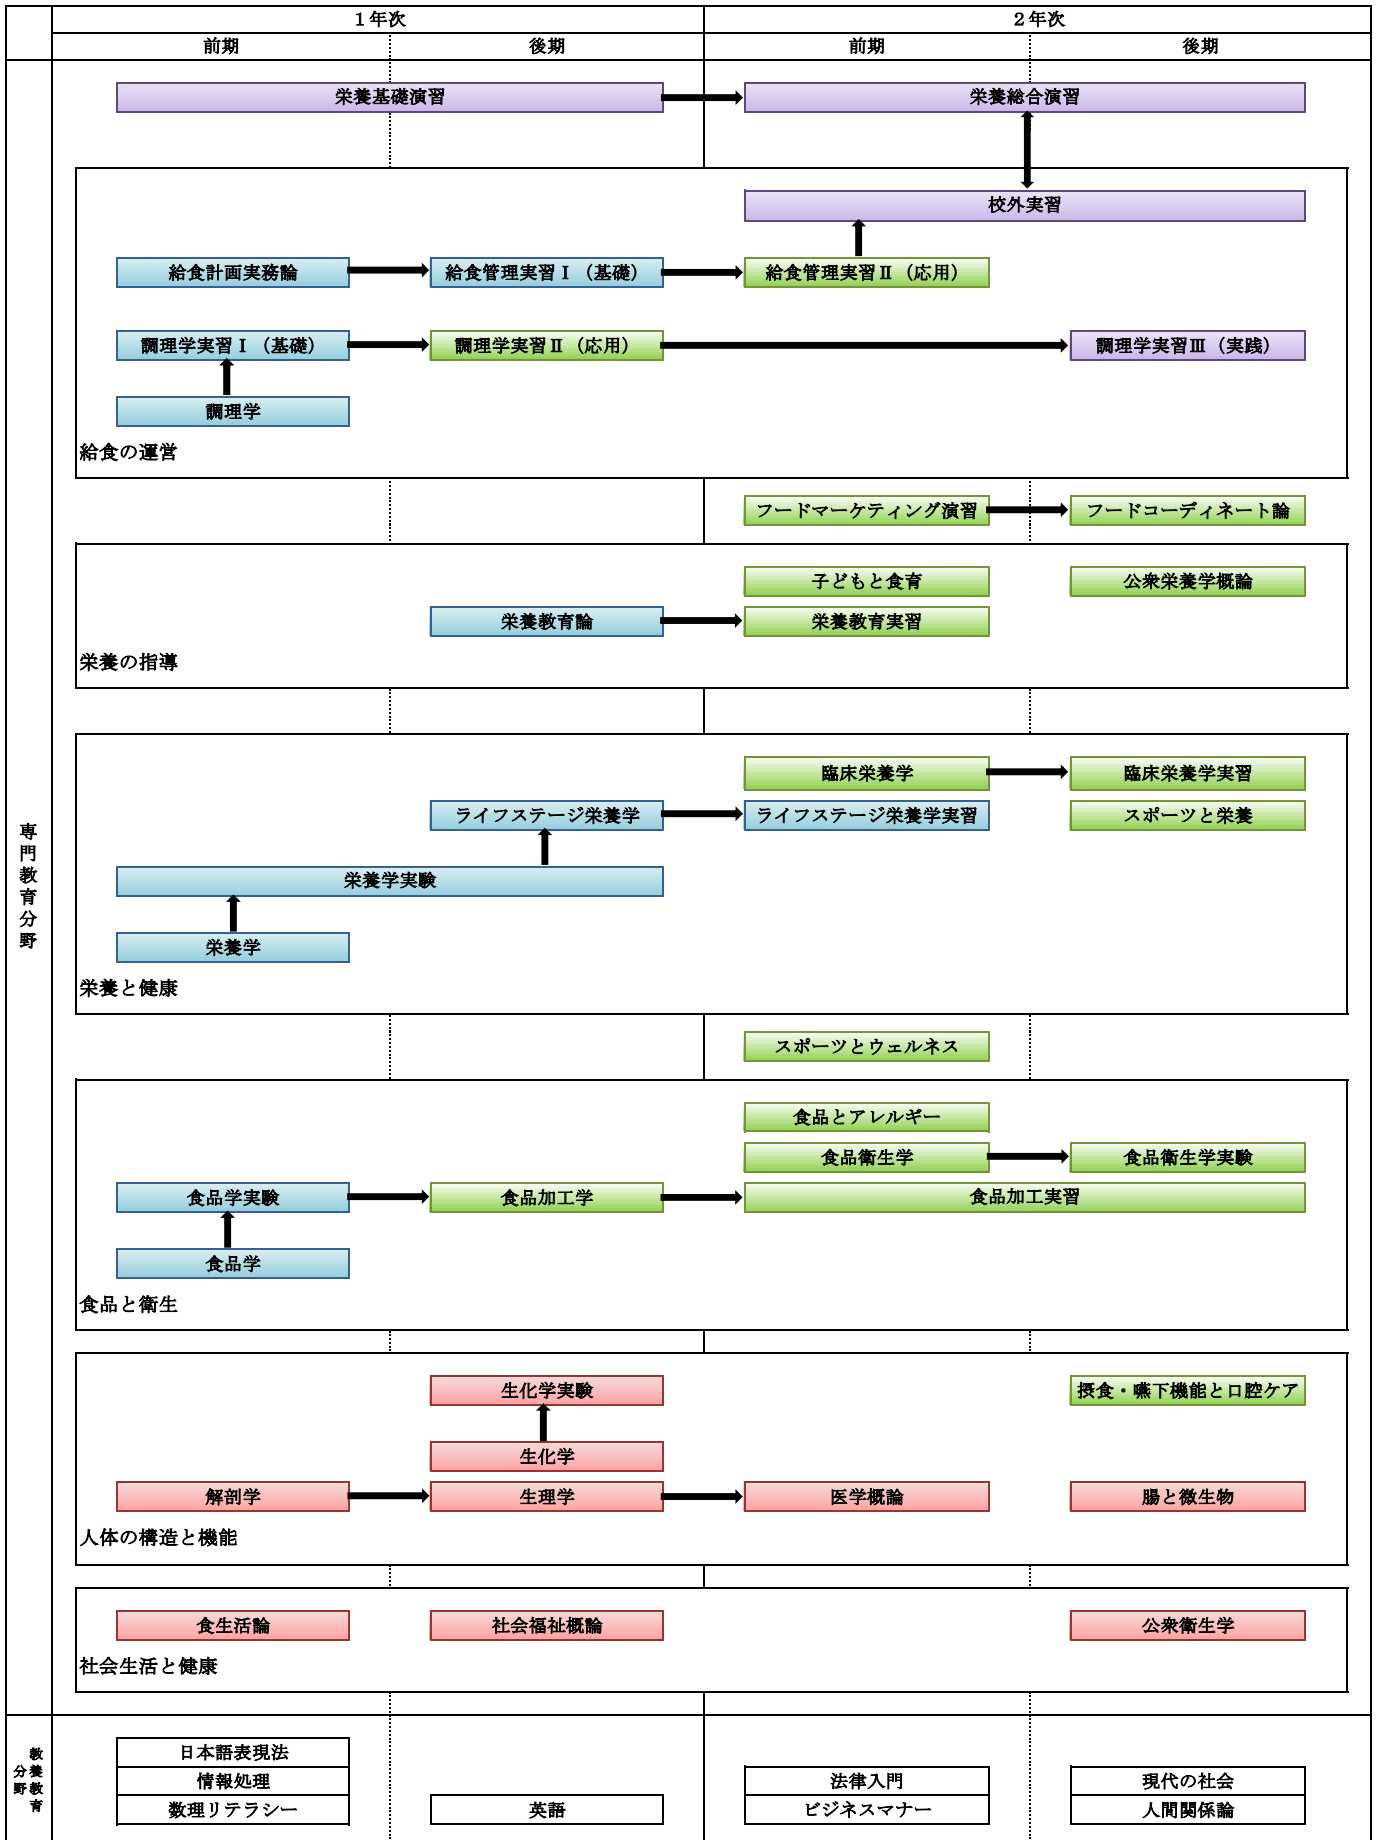 １年次
２年次
前期
後期
前期
後期
専門教育分野
栄養基礎演習
栄養総合演習
校外実習
給食計画実務論
給食管理実習Ⅰ（基礎）
給食管理実習Ⅱ（応用）
調理学実習Ⅰ（基礎）
調理学実習Ⅱ（応用）
調理学実習Ⅲ（実践）
調理学
給食の運営
フードマーケティング演習
フードコーディネート論
子どもと食育
公衆栄養学概論
栄養教育論
栄養教育実習
栄養の指導
臨床栄養学
臨床栄養学実習
ライフステージ栄養学
ライフステージ栄養学実習
スポーツと栄養
栄養学実験
栄養学
栄養と健康
スポーツとウェルネス
食品とアレルギー
食品衛生学
食品衛生学実験
食品学実験
食品加工学
食品加工実習
食品学
食品と衛生
生化学実験
摂食・嚥下機能と口腔ケア
生化学
解剖学
生理学
医学概論
腸と微生物
人体の構造と機能
食生活論
社会福祉概論
公衆衛生学
社会生活と健康
教養教育
分野
日本語表現法
情報処理
法律入門
現代の社会
数理リテラシー
英語
ビジネスマナー
人間関係論